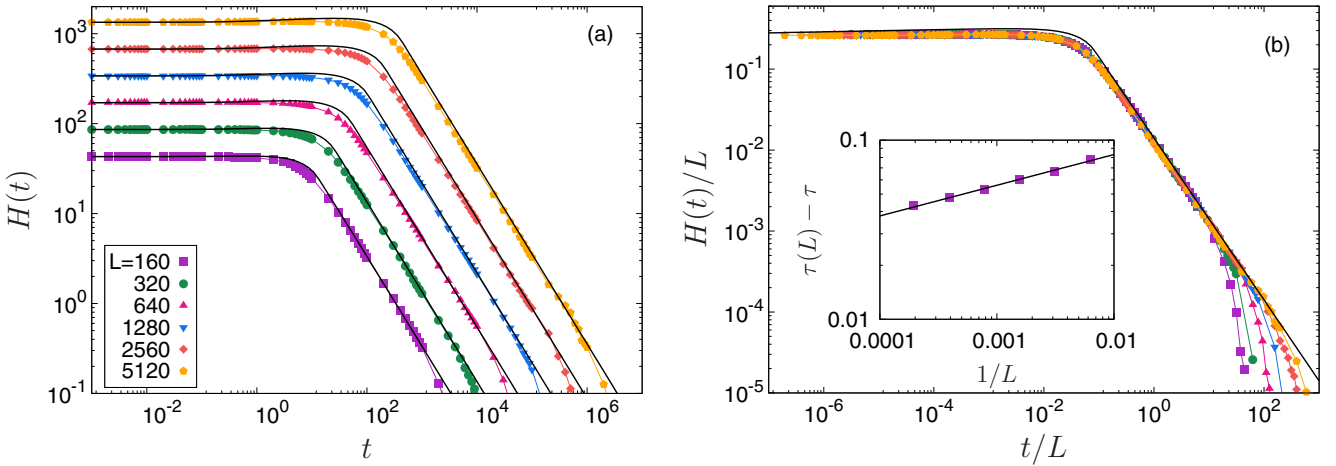 (a)
H(t)
10^3
10^2
10^1
10^0
10^-1
L=160
320
640
1280
2560
5120
10^-2 10^0 10^2 10^4 10^6
t
(b)
H(t)/L
10^-1
10^-2
10^-3
10^-4
10^-5
τ(L) − τ
0.1
0.01
0.0001 0.001 0.01
1/L
10^-6 10^-4 10^-2 10^0 10^2
t/L